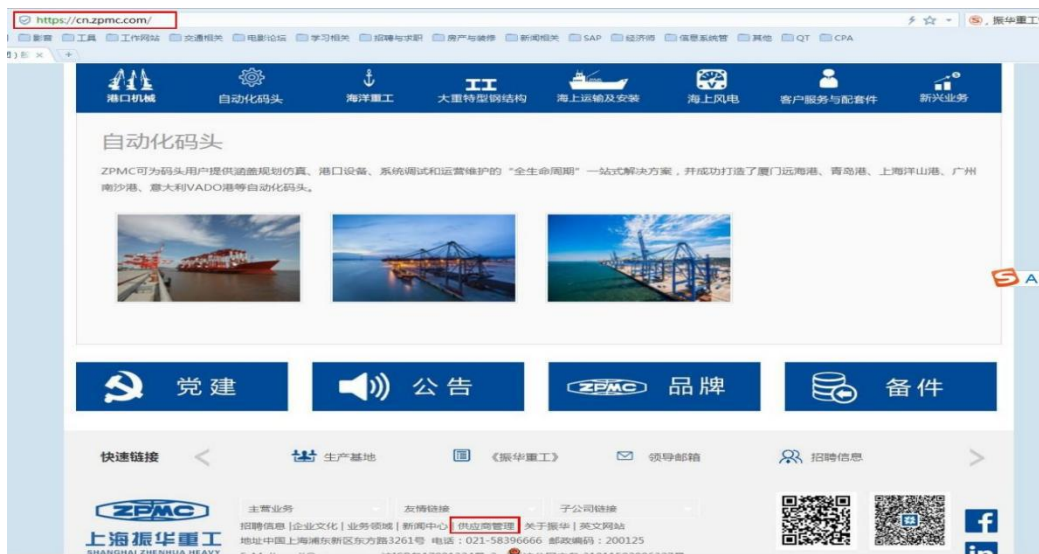 https://cn.zpmc.com/
振华重工
影音 工具 工作网站 交通相关 电影论坛 学习相关 招聘与求职 房产与装修 新闻相关 SAP 经济师 信息系统管 其他 QT CPA
港口机械 自动化码头 海洋重工 大重特型钢结构 海上运输及安装 海上风电 客户服务与配套件 新兴业务
自动化码头
ZPMC可为码头用户提供涵盖规划仿真、港口设备、系统调试和运营维护的“全生命周期”一站式解决方案，并成功打造了厦门远海港、青岛港、上海洋山港、广州
南沙港、意大利VADO港等自动化码头。
党建 公告 ZPMC 品牌 备件
快速链接 < 生产基地 《振华重工》 领导邮箱 招聘信息 >
ZPMC
上海振华重工
SHANGHAI ZHENHUA HEAVY
主营业务 友情链接 子公司链接
招聘信息 | 企业文化 | 业务领域 | 新闻中心 | 供应商管理 | 关于振华 | 英文网站
地址中国上海浦东新区东方路3261号 电话：021-58396666 邮政编码：200125
f
in